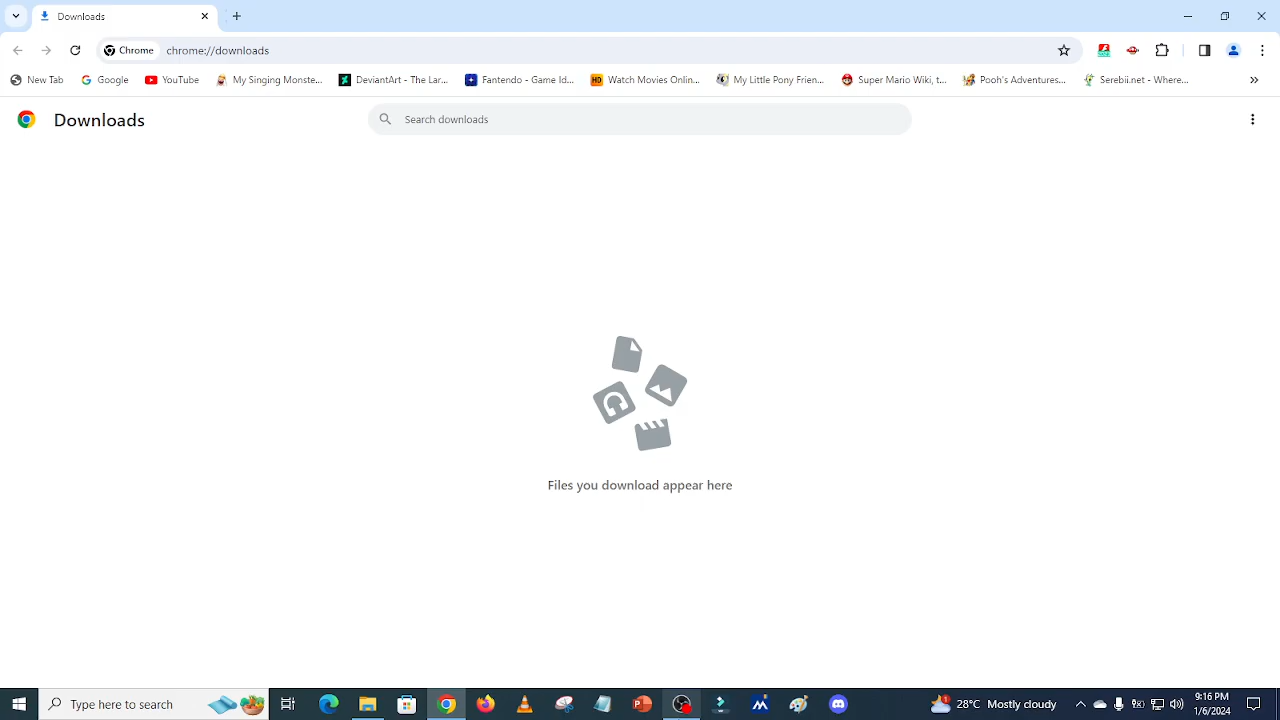 Downloads
Chrome
chrome://downloads
New Tab
Google
YouTube
My Singing Monste...
DeviantArt - The Lar...
Fantendo - Game Id...
HD
Watch Movies Onlin...
My Little Pony Frien...
Super Mario Wiki, t...
Pooh's Adventures...
Serebii.net - Where...
Downloads
Search downloads
Files you download appear here
Type here to search
1
28°C Mostly cloudy
9:16 PM
1/6/2024